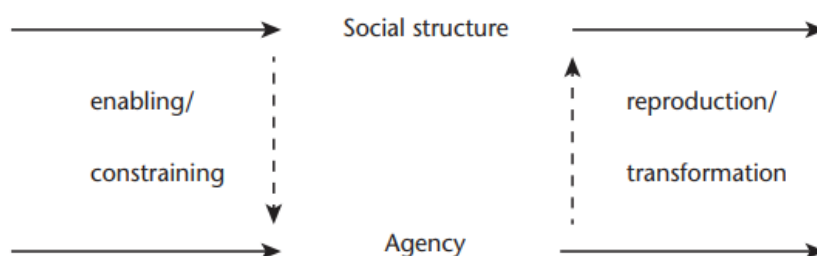 Social structure
enabling/
constraining
reproduction/
transformation
Agency